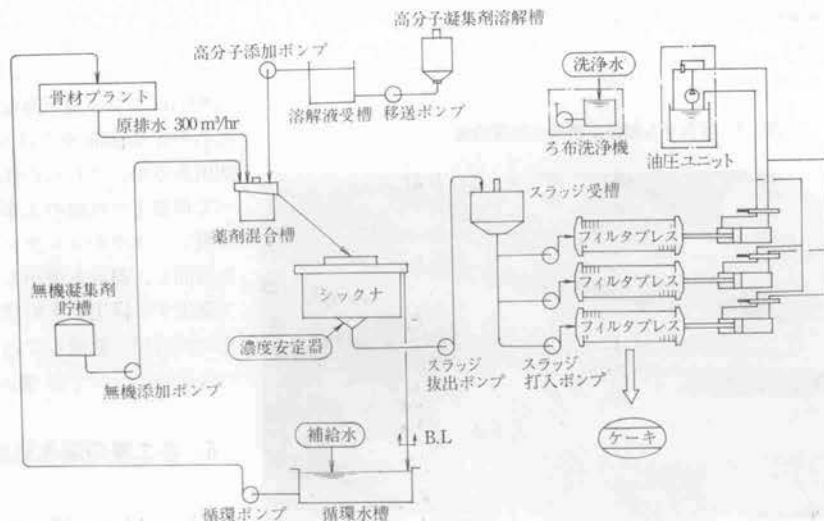 高分子凝集剤溶解槽
高分子添加ポンプ
骨材プラント
原排水 300 m³/hr
溶解液受槽
移送ポンプ
洗浄水
ろ布洗浄機
油圧ユニット
薬剤混合槽
スラッジ受槽
フィルタプレス
フィルタプレス
フィルタプレス
無機凝集剤
貯槽
シックナ
濃度安定器
無機添加ポンプ
スラッジ
抜出ポンプ
スラッジ
打入ポンプ
補給水
B.L
ケーキ
循環ポンプ
循環水槽